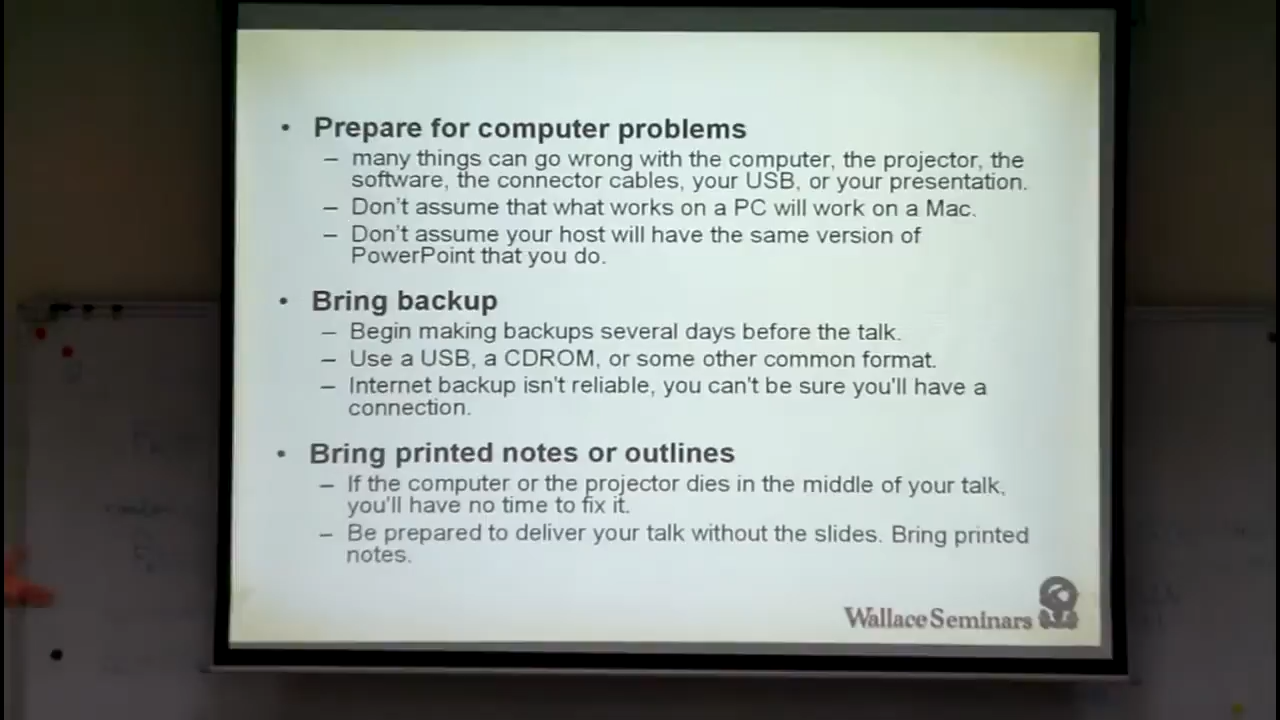 • Prepare for computer problems
– many things can go wrong with the computer, the projector, the
software, the connector cables, your USB, or your presentation.
– Don't assume that what works on a PC will work on a Mac.
– Don't assume your host will have the same version of
PowerPoint that you do.
• Bring backup
– Begin making backups several days before the talk.
– Use a USB, a CDROM, or some other common format.
– Internet backup isn't reliable, you can't be sure you'll have a
connection.
• Bring printed notes or outlines
– If the computer or the projector dies in the middle of your talk,
you'll have no time to fix it.
– Be prepared to deliver your talk without the slides. Bring printed
notes.
Wallace Seminars